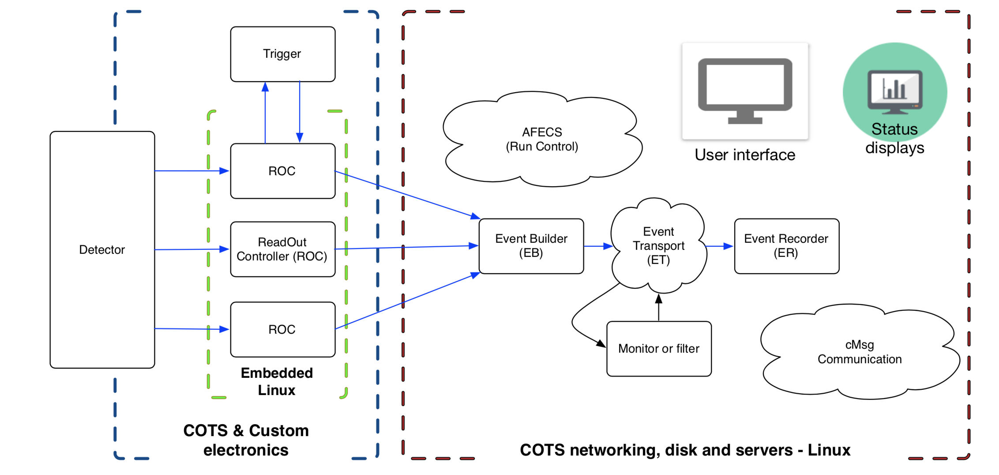 Trigger
AFECS
(Run Control)
User interface
Status
displays
Detector
ROC
ReadOut
Controller (ROC)
ROC
Embedded
Linux
Event Builder
(EB)
Event
Transport
(ET)
Event Recorder
(ER)
Monitor or filter
cMsg
Communication
COTS & Custom
electronics
COTS networking, disk and servers - Linux